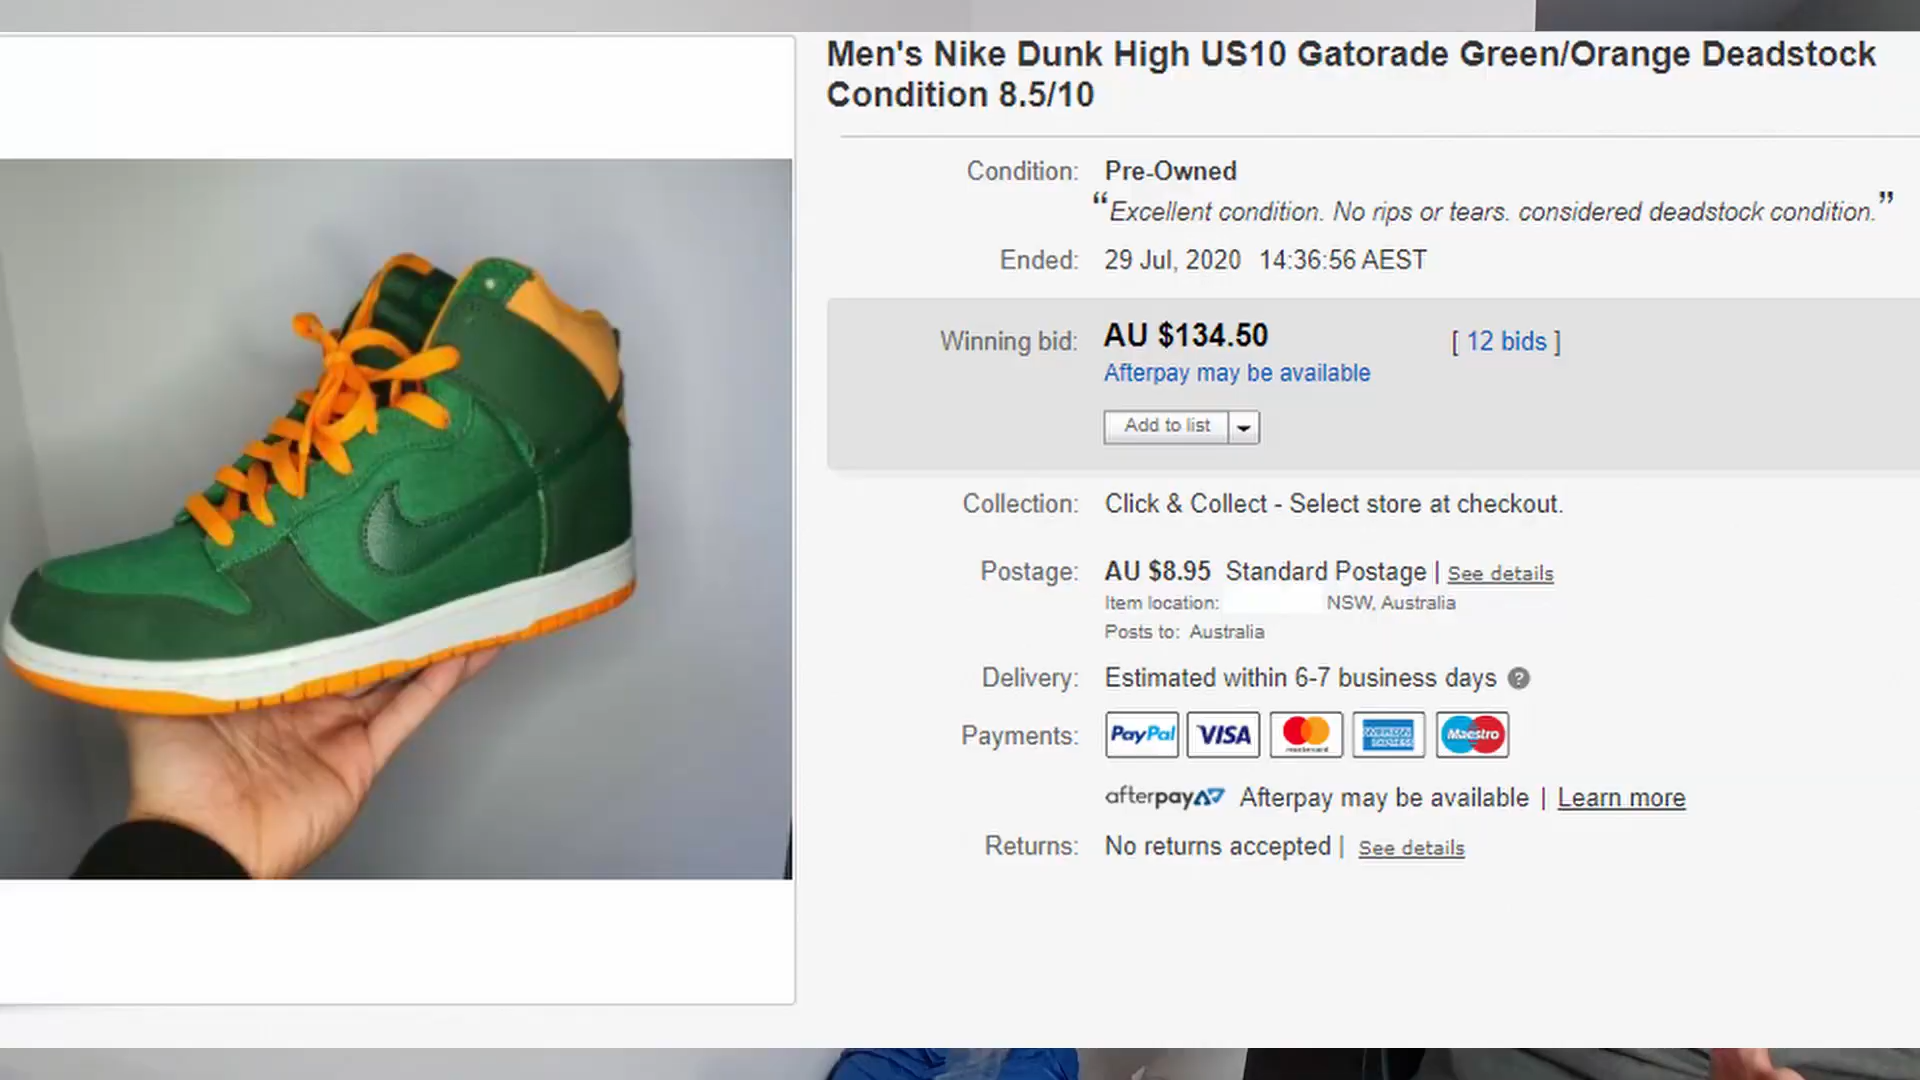 Men's Nike Dunk High US10 Gatorade Green/Orange Deadstock
Condition 8.5/10
Condition: Pre-Owned
“Excellent condition. No rips or tears. considered deadstock condition.”
Ended: 29 Jul, 2020 14:36:56 AEST
Winning bid: AU $134.50 [ 12 bids ]
Afterpay may be available
Add to list
Collection: Click & Collect - Select store at checkout.
Postage: AU $8.95 Standard Postage | See details
Item location: NSW, Australia
Posts to: Australia
Delivery: Estimated within 6-7 business days ?
Payments: PayPal VISA mastercard AMERICAN EXPRESS Maestro
afterpay Afterpay may be available | Learn more
Returns: No returns accepted | See details